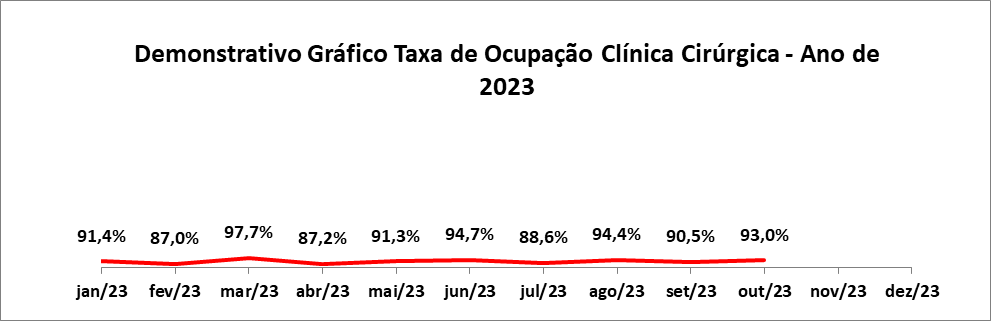 Demonstrativo Gráfico Taxa de Ocupação Clínica Cirúrgica - Ano de
2023
91,4% 87,0% 97,7% 87,2% 91,3% 94,7% 88,6% 94,4% 90,5% 93,0%
jan/23 fev/23 mar/23 abr/23 mai/23 jun/23 jul/23 ago/23 set/23 out/23 nov/23 dez/23